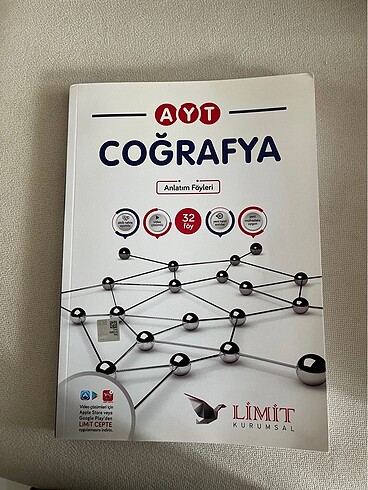 AYT
COĞRAFYA
Anlatım Föyleri
32
föy
Video çözümleri için
Apple Store veya
Google Play'den
LİMİT CEPTE
uygulamasını indirin.
LİMİT
KURUMSAL